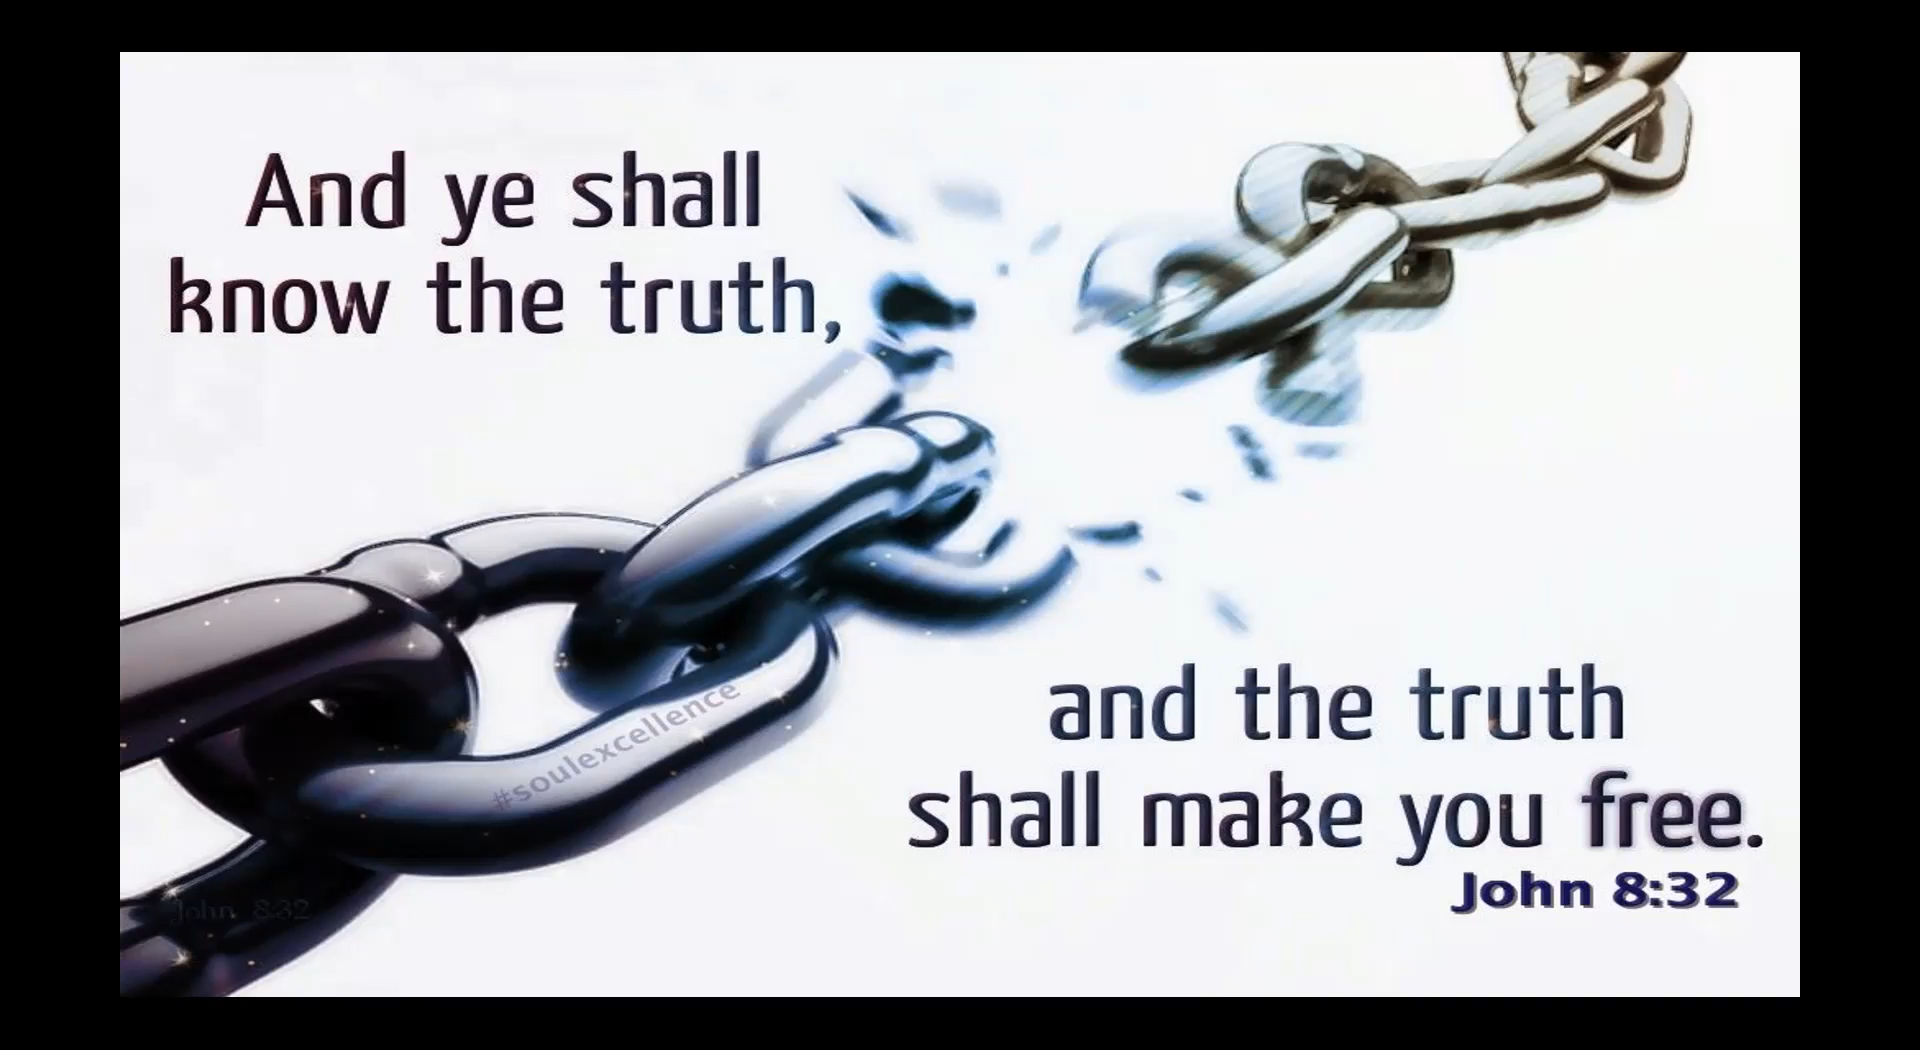 And ye shall
know the truth,
#soulexcellence
and the truth
shall make you free.
John 8:32
John 8:32